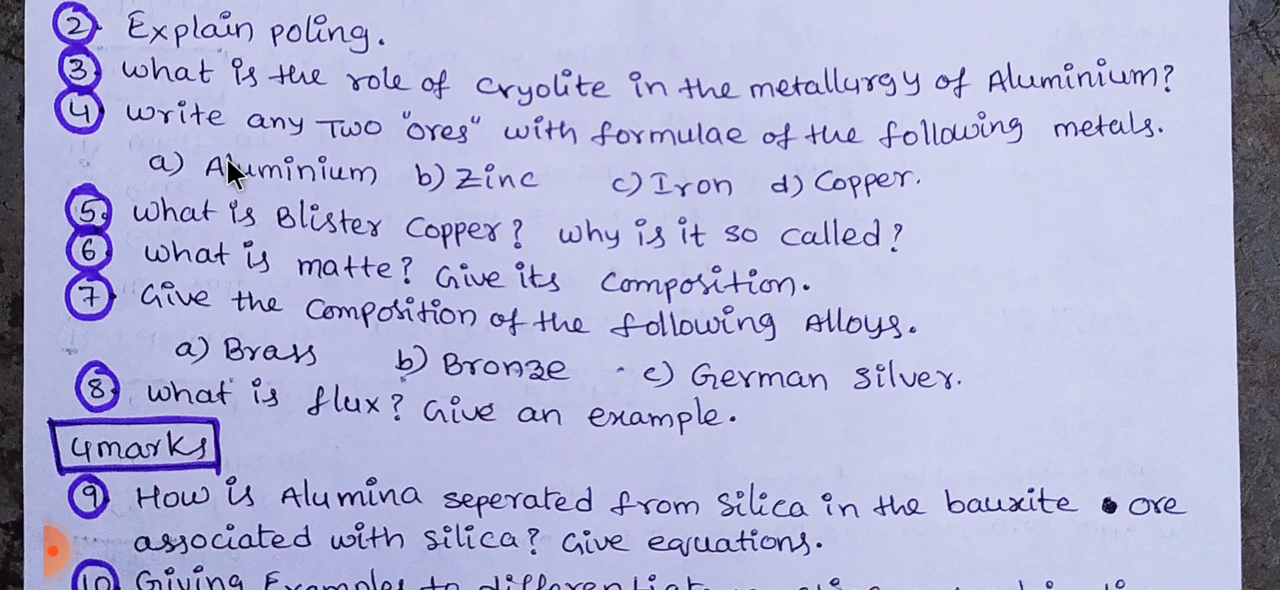 2. Explain poling.
3. What is the role of cryolite in the metallurgy of Aluminium?
4. write any Two "ores" with formulae of the following metals.
a) Aluminium b) Zinc c) Iron d) Copper.
5. What is Blister Copper? why is it so called?
6. What is matte? Give its Composition.
7. Give the Composition of the following Alloys.
a) Brass b) Bronze c) German Silver.
8. What is flux? Give an example.
4marks
9. How is Alumina seperated from Silica in the bauxite ore
associated with silica? Give equations.
10. Giving Examples to